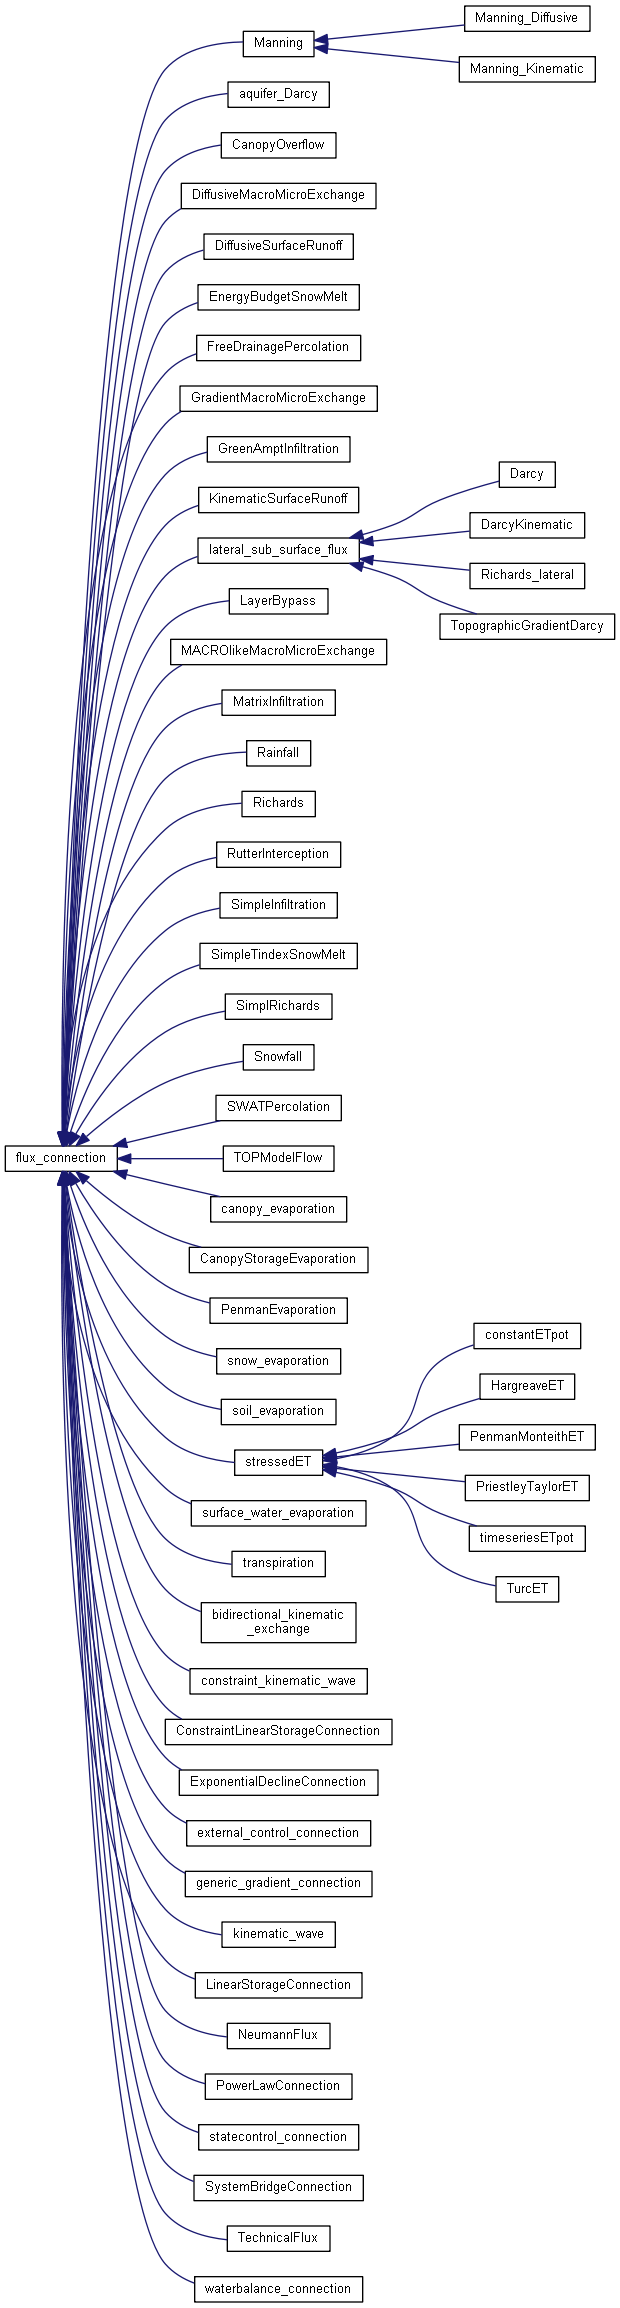 Manning_Diffusive
Manning
Manning_Kinematic
aquifer_Darcy
CanopyOverflow
DiffusiveMacroMicroExchange
DiffusiveSurfaceRunoff
EnergyBudgetSnowMelt
FreeDrainagePercolation
GradientMacroMicroExchange
GreenAmptInfiltration
Darcy
KinematicSurfaceRunoff
DarcyKinematic
lateral_sub_surface_flux
Richards_lateral
LayerBypass
TopographicGradientDarcy
MACROlikeMacroMicroExchange
MatrixInfiltration
Rainfall
Richards
RutterInterception
SimpleInfiltration
SimpleTindexSnowMelt
SimplRichards
Snowfall
SWATPercolation
flux_connection
TOPModelFlow
canopy_evaporation
CanopyStorageEvaporation
PenmanEvaporation
constantETpot
snow_evaporation
HargreaveET
soil_evaporation
PenmanMonteithET
stressedET
PriestleyTaylorET
surface_water_evaporation
timeseriesETpot
transpiration
TurcET
bidirectional_kinematic
_exchange
constraint_kinematic_wave
ConstraintLinearStorageConnection
ExponentialDeclineConnection
external_control_connection
generic_gradient_connection
kinematic_wave
LinearStorageConnection
NeumannFlux
PowerLawConnection
statecontrol_connection
SystemBridgeConnection
TechnicalFlux
waterbalance_connection